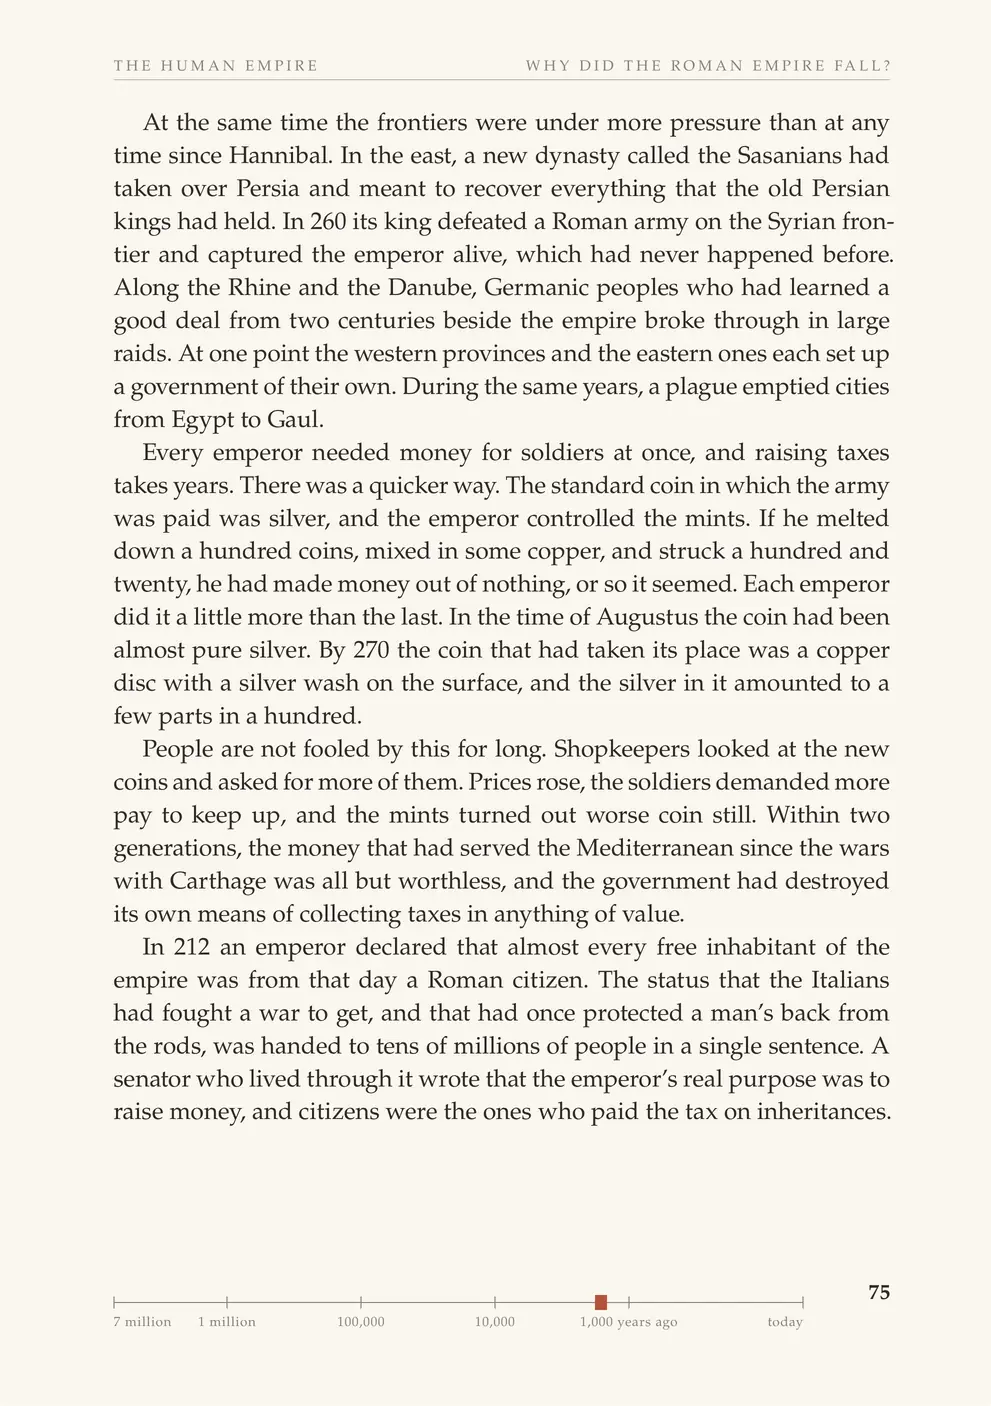 THE HUMAN EMPIRE
WHY DID THE ROMAN EMPIRE FALL?
At the same time the frontiers were under more pressure than at any
time since Hannibal. In the east, a new dynasty called the Sasanians had
taken over Persia and meant to recover everything that the old Persian
kings had held. In 260 its king defeated a Roman army on the Syrian fron-
tier and captured the emperor alive, which had never happened before.
Along the Rhine and the Danube, Germanic peoples who had learned a
good deal from two centuries beside the empire broke through in large
raids. At one point the western provinces and the eastern ones each set up
a government of their own. During the same years, a plague emptied cities
from Egypt to Gaul.
Every emperor needed money for soldiers at once, and raising taxes
takes years. There was a quicker way. The standard coin in which the army
was paid was silver, and the emperor controlled the mints. If he melted
down a hundred coins, mixed in some copper, and struck a hundred and
twenty, he had made money out of nothing, or so it seemed. Each emperor
did it a little more than the last. In the time of Augustus the coin had been
almost pure silver. By 270 the coin that had taken its place was a copper
disc with a silver wash on the surface, and the silver in it amounted to a
few parts in a hundred.
People are not fooled by this for long. Shopkeepers looked at the new
coins and asked for more of them. Prices rose, the soldiers demanded more
pay to keep up, and the mints turned out worse coin still. Within two
generations, the money that had served the Mediterranean since the wars
with Carthage was all but worthless, and the government had destroyed
its own means of collecting taxes in anything of value.
In 212 an emperor declared that almost every free inhabitant of the
empire was from that day a Roman citizen. The status that the Italians
had fought a war to get, and that had once protected a man’s back from
the rods, was handed to tens of millions of people in a single sentence. A
senator who lived through it wrote that the emperor’s real purpose was to
raise money, and citizens were the ones who paid the tax on inheritances.
75
7 million 1 million 100,000 10,000 1,000 years ago today